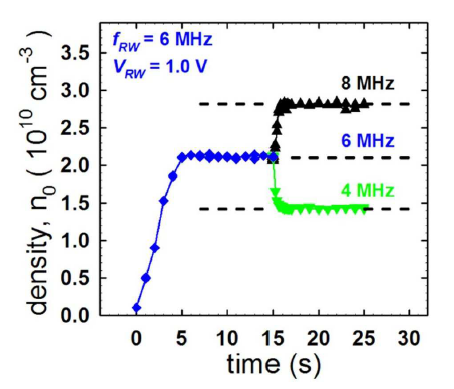 f_RW = 6 MHz
V_RW = 1.0 V
8 MHz
6 MHz
4 MHz
density, n₀ ( 10¹⁰ cm⁻³ )
3.5
3.0
2.5
2.0
1.5
1.0
0.5
0.0
0 5 10 15 20 25 30
time (s)